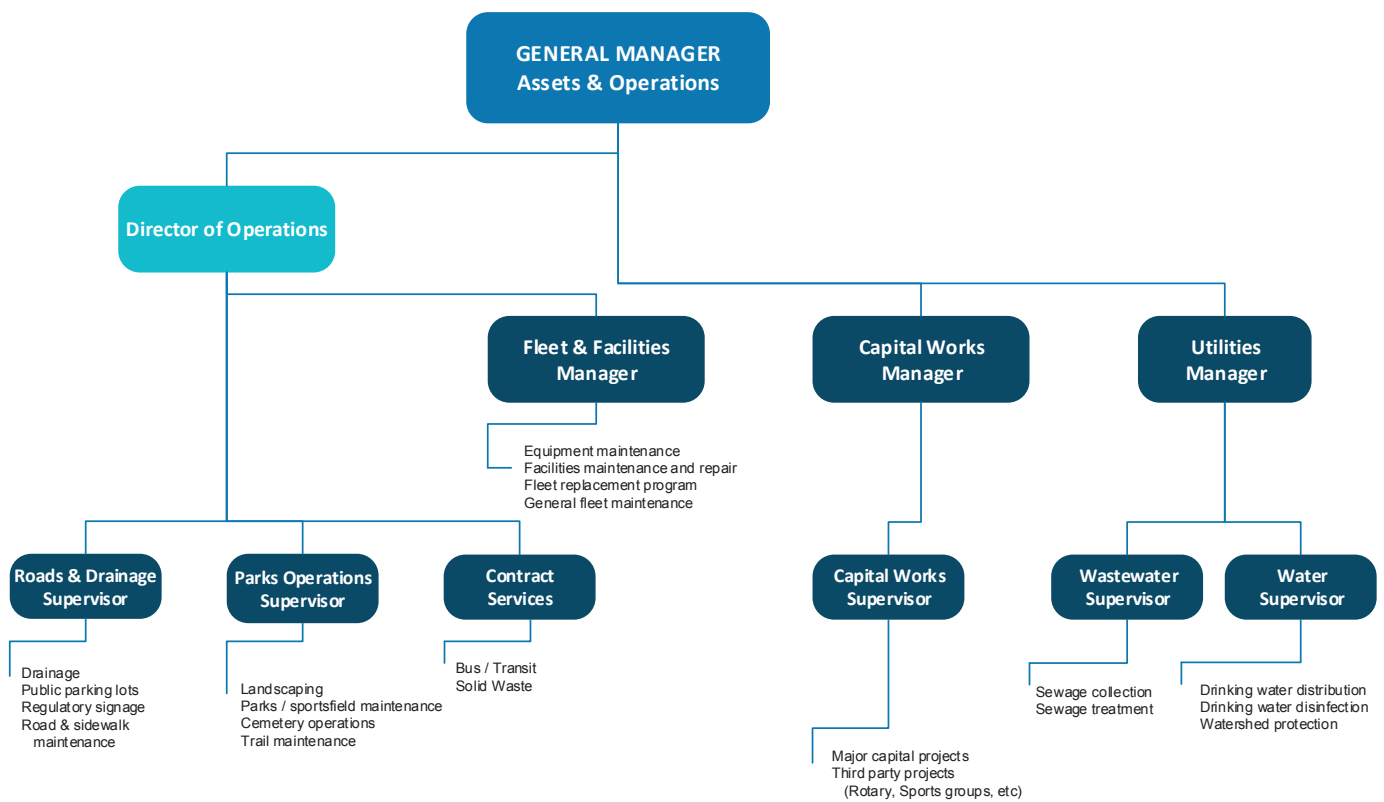 GENERAL MANAGER
Assets & Operations
Director of Operations
Fleet & Facilities
Manager
Capital Works
Manager
Utilities
Manager
Equipment maintenance
Facilities maintenance and repair
Fleet replacement program
General fleet maintenance
Roads & Drainage
Supervisor
Parks Operations
Supervisor
Contract
Services
Capital Works
Supervisor
Wastewater
Supervisor
Water
Supervisor
Drainage
Public parking lots
Regulatory signage
Road & sidewalk
maintenance
Landscaping
Parks / sportsfield maintenance
Cemetery operations
Trail maintenance
Bus / Transit
Solid Waste
Major capital projects
Third party projects
(Rotary, Sports groups, etc)
Sewage collection
Sewage treatment
Drinking water distribution
Drinking water disinfection
Watershed protection